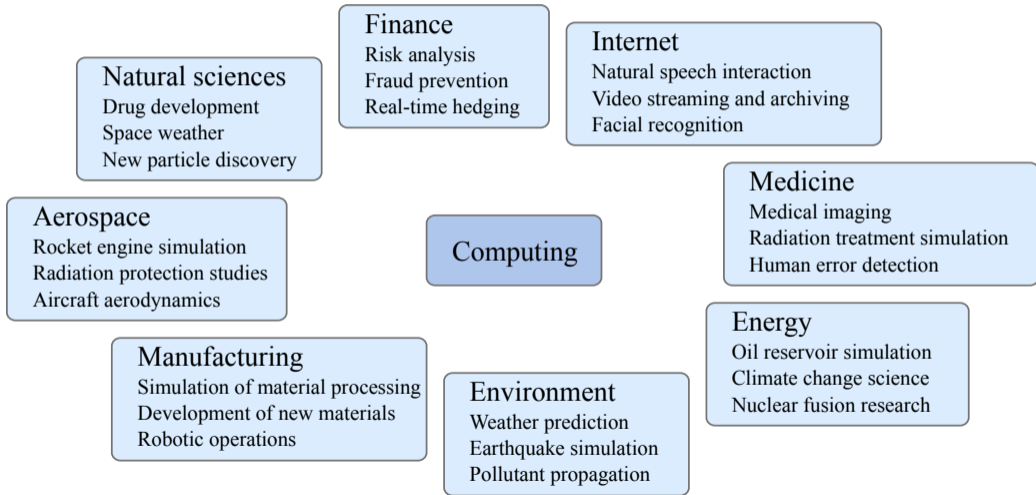 Finance
Risk analysis
Fraud prevention
Real-time hedging
Internet
Natural speech interaction
Video streaming and archiving
Facial recognition
Natural sciences
Drug development
Space weather
New particle discovery
Medicine
Medical imaging
Radiation treatment simulation
Human error detection
Aerospace
Rocket engine simulation
Radiation protection studies
Aircraft aerodynamics
Computing
Energy
Oil reservoir simulation
Climate change science
Nuclear fusion research
Manufacturing
Simulation of material processing
Development of new materials
Robotic operations
Environment
Weather prediction
Earthquake simulation
Pollutant propagation